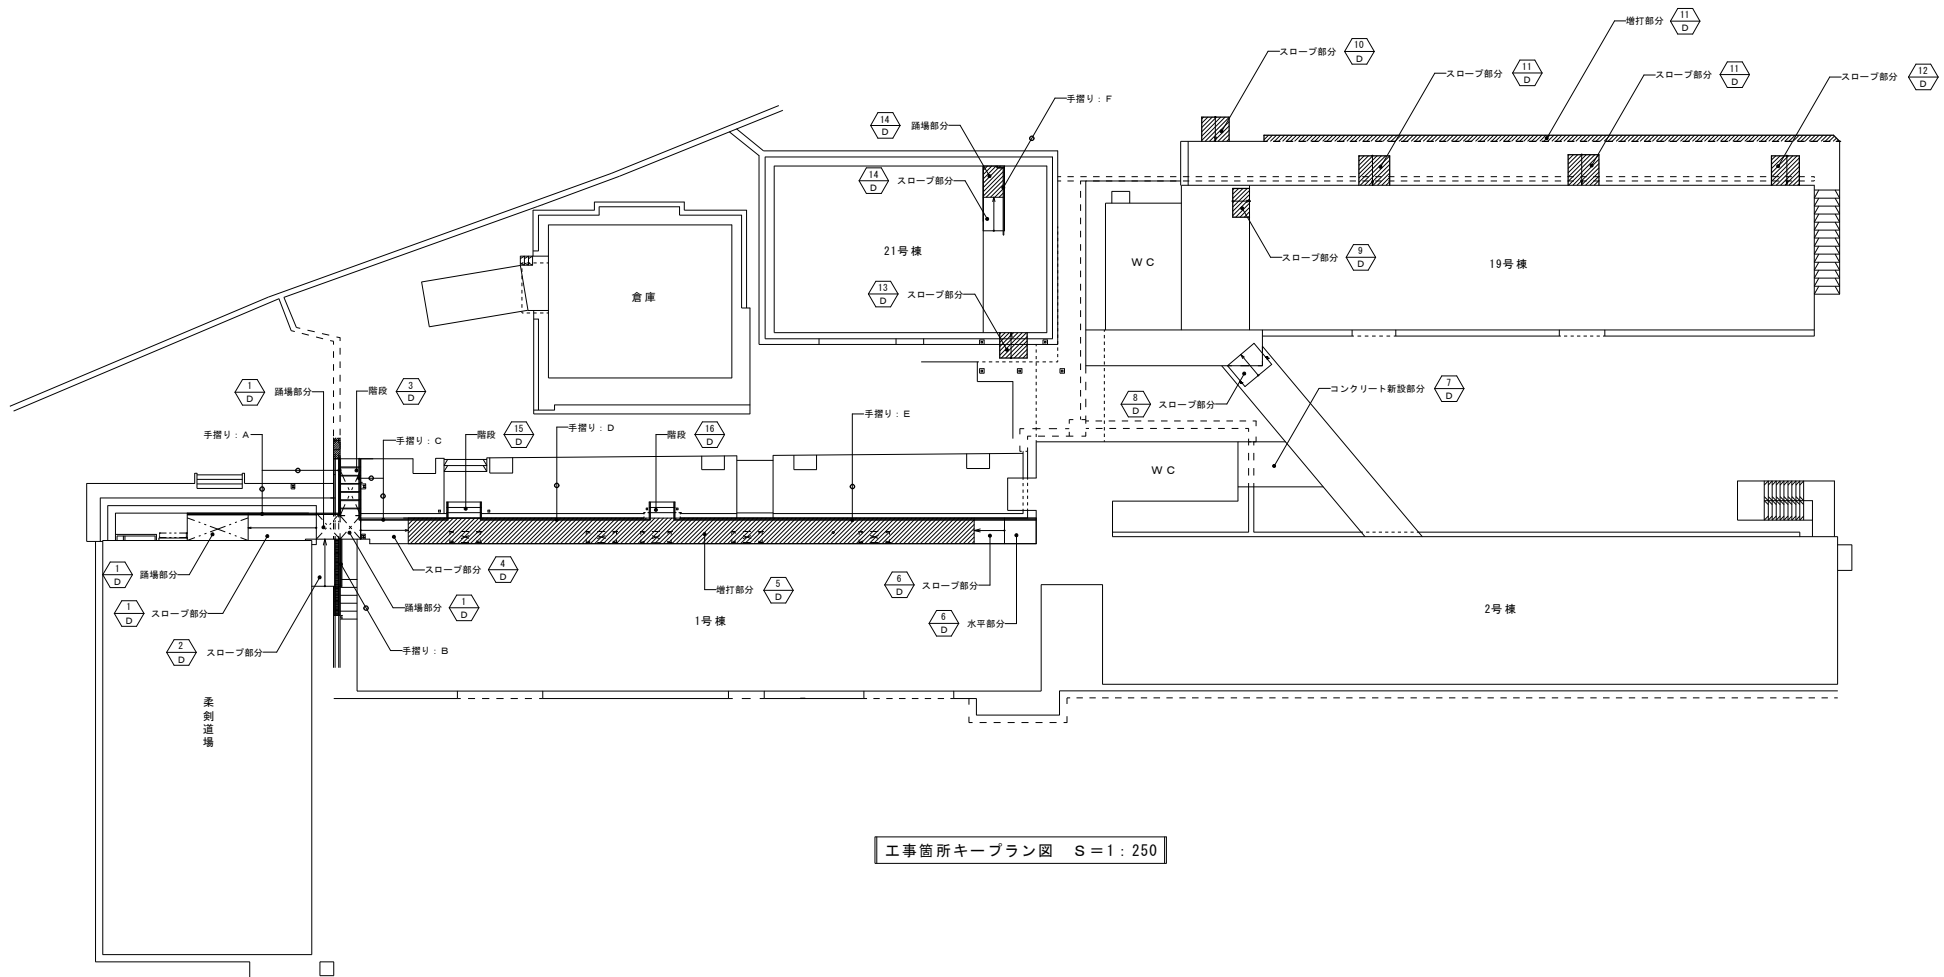 増打部分 11 D
スロープ部分 10 D
スロープ部分 11 D
スロープ部分 11 D
スロープ部分 12 D
手摺り：F
14 D 踊場部分
14 D スロープ部分
21号棟
WC
スロープ部分 9 D
19号棟
倉庫
13 D スロープ部分
1 D 踊場部分
階段 3 D
8 D スロープ部分
コンクリート新設部分 7 D
手摺り：A
手摺り：C
階段 15 D
手摺り：D
階段 16 D
手摺り：E
WC
1 D 踊場部分
スロープ部分 4 D
増打部分 5 D
6 D スロープ部分
1 D スロープ部分
踊場部分 1 D
1号棟
6 D 水平部分
2号棟
2 D スロープ部分
手摺り：B
柔剣道場
工事箇所キープラン図 S＝1：250